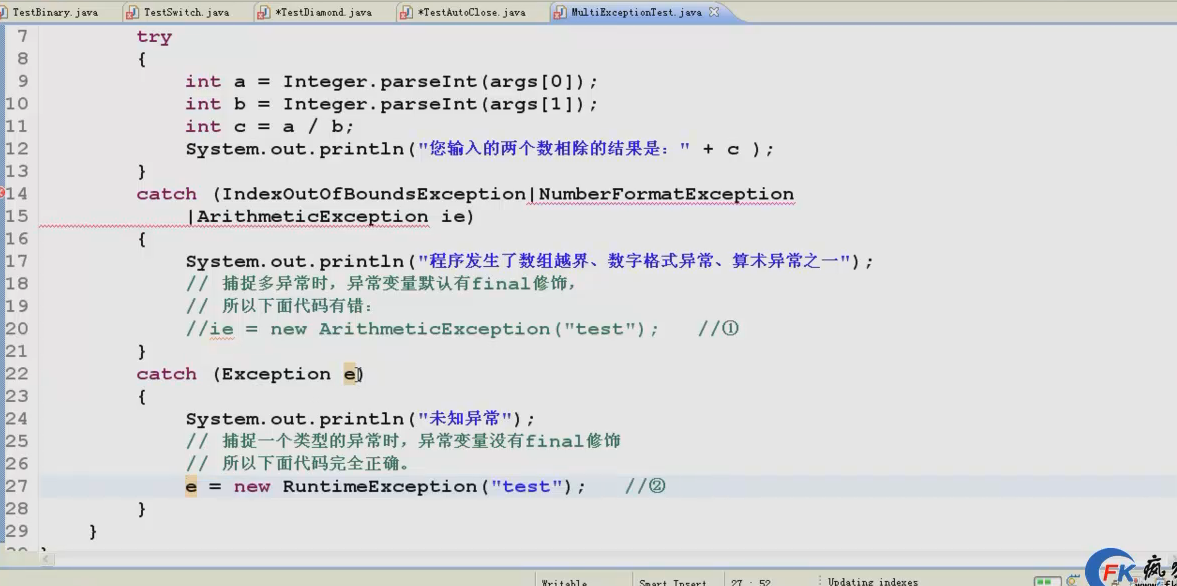 TestBinary.java TestSwitch.java *TestDiamond.java *TestAutoClose.java MultiExceptionTest.java
7 try
8 {
9 int a = Integer.parseInt(args[0]);
10 int b = Integer.parseInt(args[1]);
11 int c = a / b;
12 System.out.println("您输入的两个数相除的结果是：" + c );
13 }
14 catch (IndexOutOfBoundsException|NumberFormatException
15 |ArithmeticException ie)
16 {
17 System.out.println("程序发生了数组越界、数字格式异常、算术异常之一");
18 // 捕捉多异常时，异常变量默认有final修饰，
19 // 所以下面代码有错：
20 //ie = new ArithmeticException("test"); //①
21 }
22 catch (Exception e)
23 {
24 System.out.println("未知异常");
25 // 捕捉一个类型的异常时，异常变量没有final修饰
26 // 所以下面代码完全正确。
27 e = new RuntimeException("test"); //②
28 }
29 }
Writable Smart Insert 27 : 52 Updating indexes
FK 疯